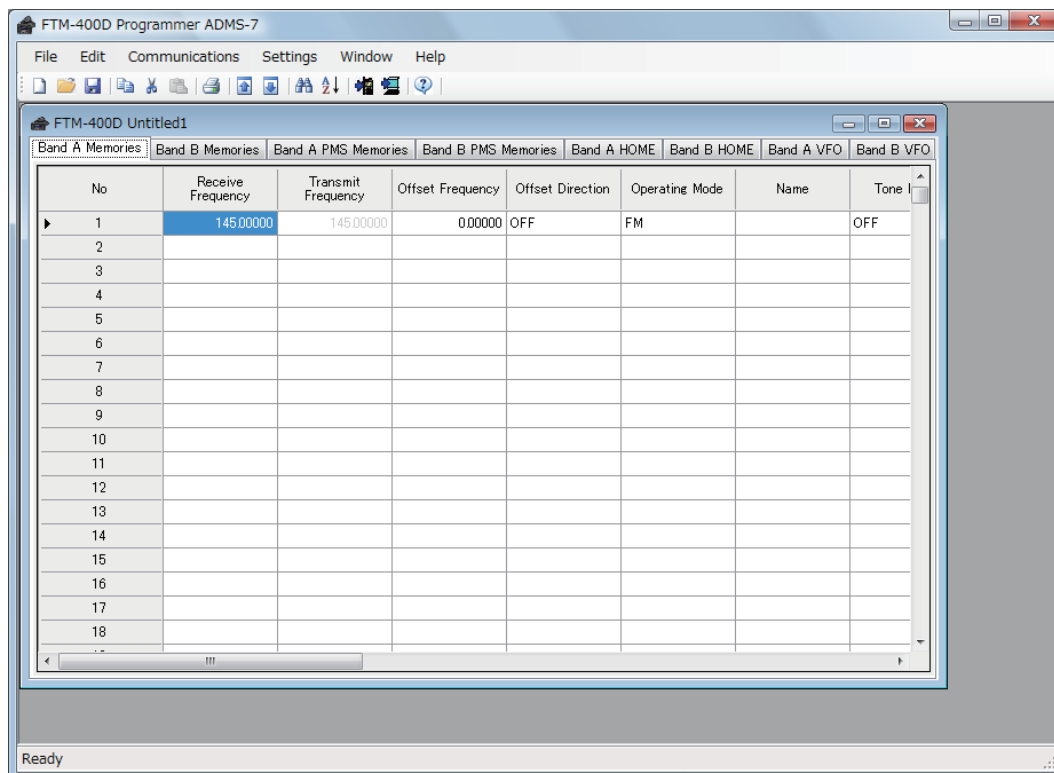 FTM-400D Programmer ADMS-7
File Edit Communications Settings Window Help
FTM-400D Untitled1
Band A Memories Band B Memories Band A PMS Memories Band B PMS Memories Band A HOME Band B HOME Band A VFO Band B VFO
No Receive Frequency Transmit Frequency Offset Frequency Offset Direction Operating Mode Name Tone
1 145.00000 145.00000 0.00000 OFF FM OFF
2
3
4
5
6
7
8
9
10
11
12
13
14
15
16
17
18
Ready